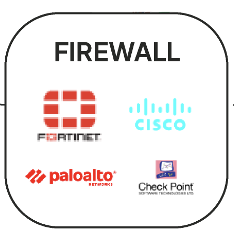 FIREWALL
FORTINET
CISCO
paloalto
NETWORKS
Check Point
SOFTWARE TECHNOLOGIES LTD.